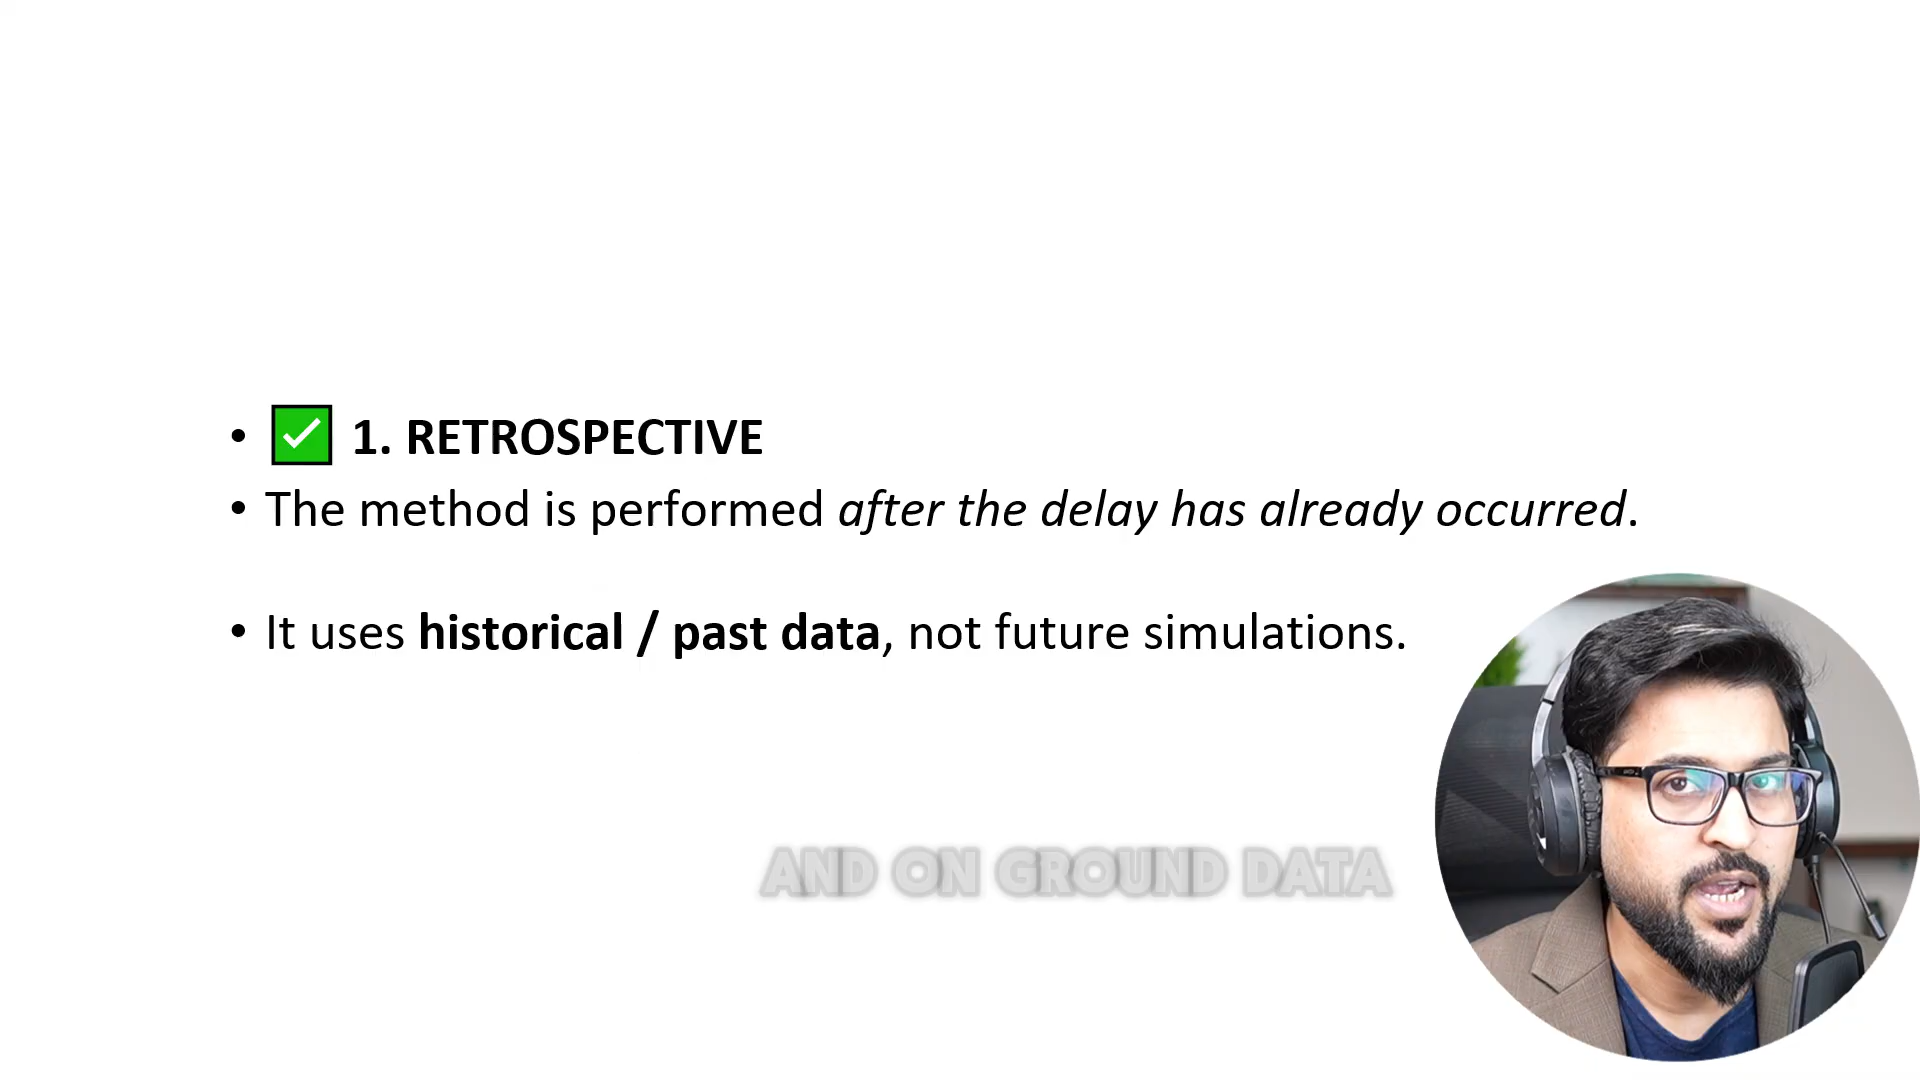 • ✅ 1. RETROSPECTIVE
• The method is performed after the delay has already occurred.
• It uses historical / past data, not future simulations.
AND ON GROUND DATA